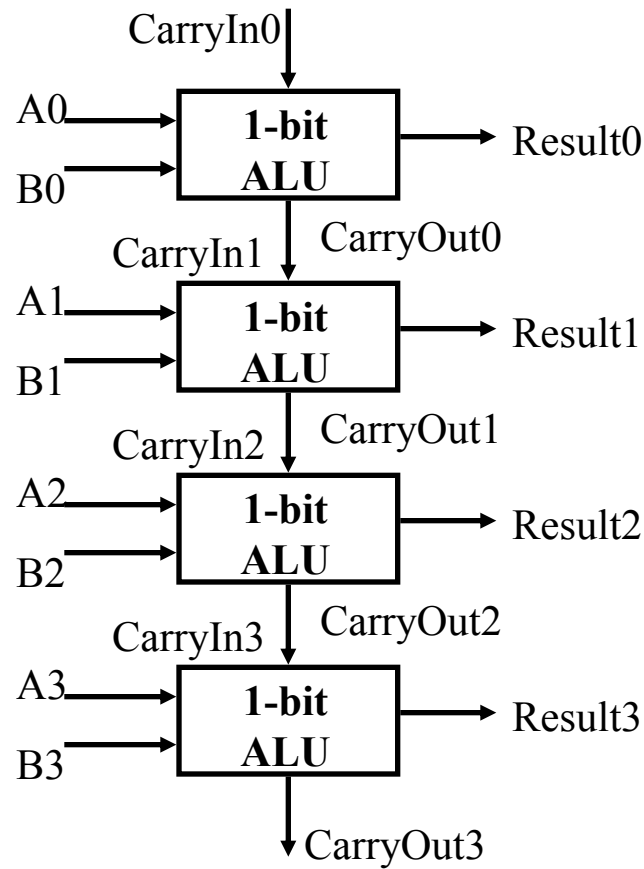 CarryIn0
A0
B0
1-bit
ALU
Result0
CarryIn1
CarryOut0
A1
B1
1-bit
ALU
Result1
CarryIn2
CarryOut1
A2
B2
1-bit
ALU
Result2
CarryIn3
CarryOut2
A3
B3
1-bit
ALU
Result3
CarryOut3